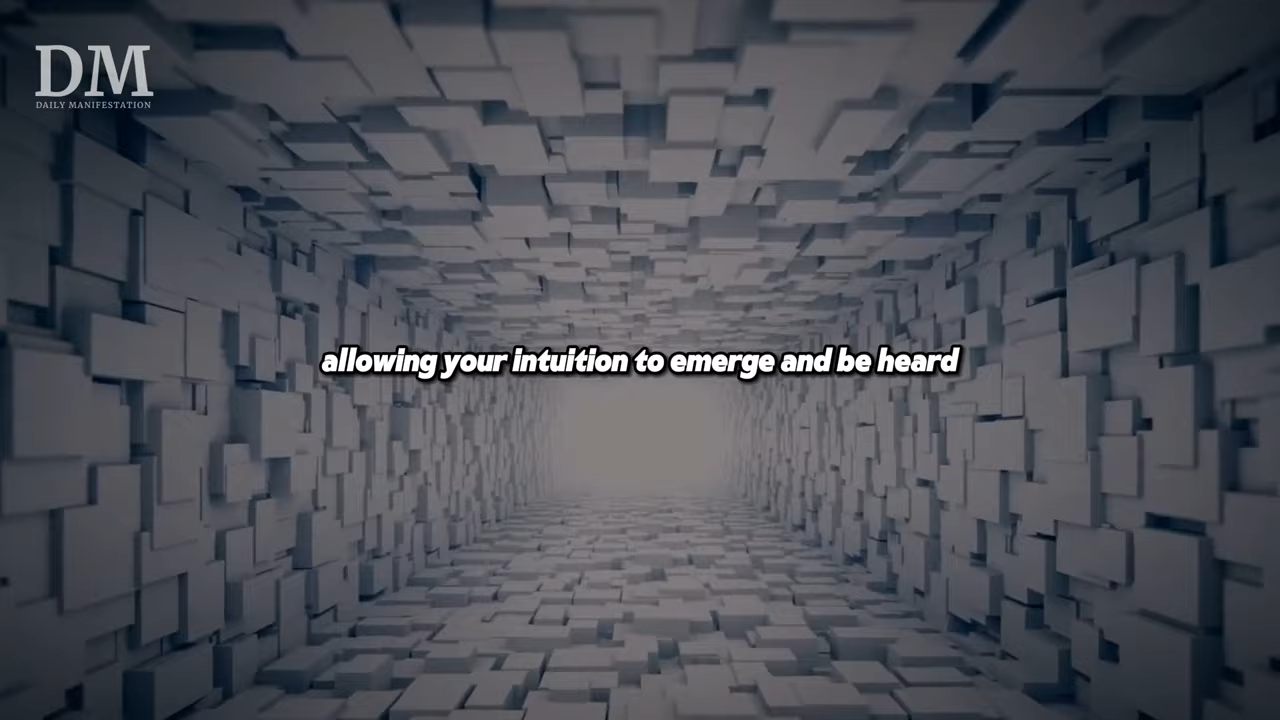 DM
DAILY MANIFESTATION
allowing your intuition to emerge and be heard